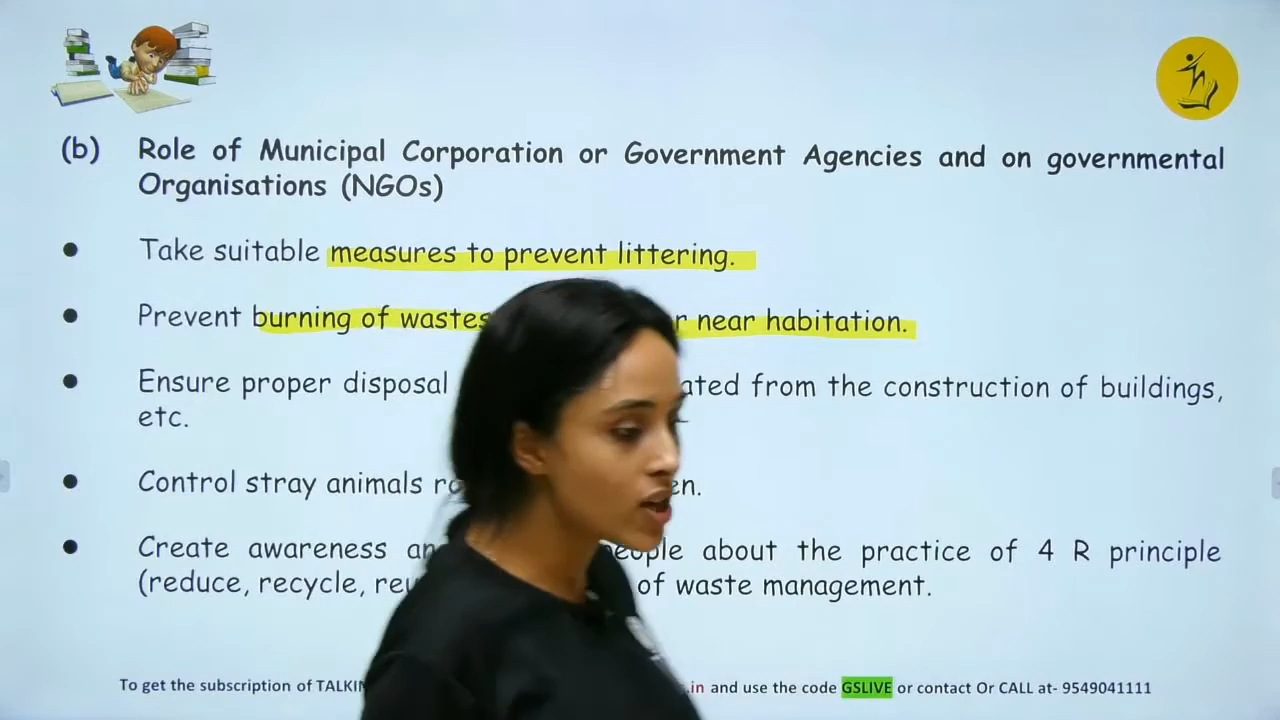 (b) Role of Municipal Corporation or Government Agencies and on governmental
Organisations (NGOs)
● Take suitable measures to prevent littering.
● Prevent burning of wastes near habitation.
● Ensure proper disposal from the construction of buildings,
etc.
● Control stray animals
● Create awareness people about the practice of 4 R principle
(reduce, recycle, of waste management.
To get the subscription of .in and use the code GSLIVE or contact Or CALL at- 9549041111